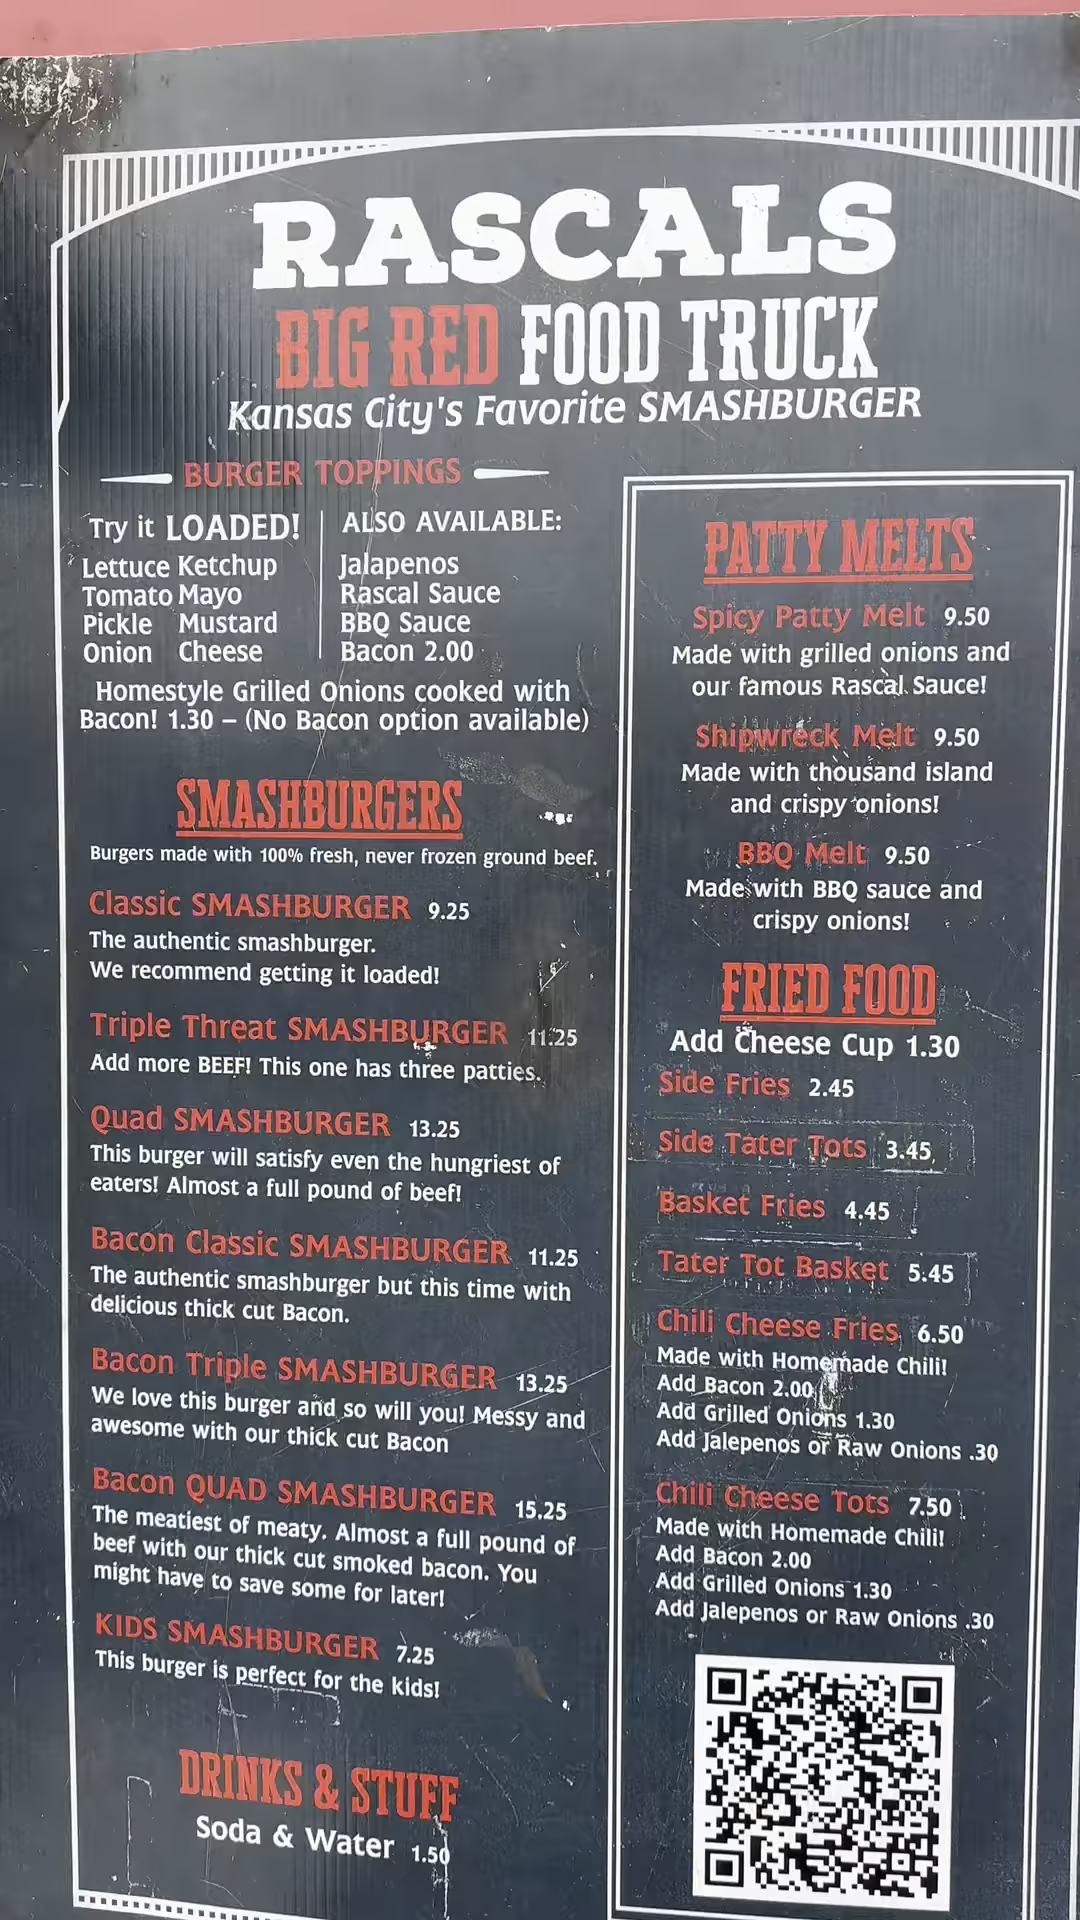 RASCALS
BIG RED FOOD TRUCK
Kansas City's Favorite SMASHBURGER
BURGER TOPPINGS
Try it LOADED!
Lettuce Ketchup
Tomato Mayo
Pickle Mustard
Onion Cheese
ALSO AVAILABLE:
Jalapenos
Rascal Sauce
BBQ Sauce
Bacon 2.00
Homestyle Grilled Onions cooked with
Bacon! 1.30 – (No Bacon option available)
SMASHBURGERS
Burgers made with 100% fresh, never frozen ground beef.
Classic SMASHBURGER 9.25
The authentic smashburger.
We recommend getting it loaded!
Triple Threat SMASHBURGER 11.25
Add more BEEF! This one has three patties.
Quad SMASHBURGER 13.25
This burger will satisfy even the hungriest of
eaters! Almost a full pound of beef!
Bacon Classic SMASHBURGER 11.25
The authentic smashburger but this time with
delicious thick cut Bacon.
Bacon Triple SMASHBURGER 13.25
We love this burger and so will you! Messy and
awesome with our thick cut Bacon
Bacon QUAD SMASHBURGER 15.25
The meatiest of meaty. Almost a full pound of
beef with our thick cut smoked bacon. You
might have to save some for later!
KIDS SMASHBURGER 7.25
This burger is perfect for the kids!
DRINKS & STUFF
Soda & Water 1.50
PATTY MELTS
Spicy Patty Melt 9.50
Made with grilled onions and
our famous Rascal Sauce!
Shipwreck Melt 9.50
Made with thousand island
and crispy onions!
BBQ Melt 9.50
Made with BBQ sauce and
crispy onions!
FRIED FOOD
Add Cheese Cup 1.30
Side Fries 2.45
Side Tater Tots 3.45
Basket Fries 4.45
Tater Tot Basket 5.45
Chili Cheese Fries 6.50
Made with Homemade Chili!
Add Bacon 2.00
Add Grilled Onions 1.30
Add Jalepenos or Raw Onions .30
Chili Cheese Tots 7.50
Made with Homemade Chili!
Add Bacon 2.00
Add Grilled Onions 1.30
Add Jalepenos or Raw Onions .30